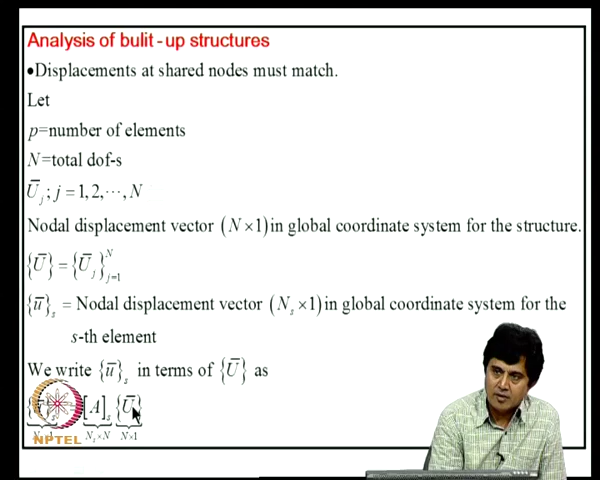 Analysis of bulit-up structures
•Displacements at shared nodes must match.
Let
p=number of elements
N=total dof-s
Ū_j; j = 1, 2, ⋯, N
Nodal displacement vector (N×1) in global coordinate system for the structure.
{Ū} = {Ū_j}_{j=1}^N
{ū}_s = Nodal displacement vector (N_s×1) in global coordinate system for the
s-th element
We write {ū}_s in terms of {Ū} as
[A]_s {Ū}
N_s×N N×1
NPTEL